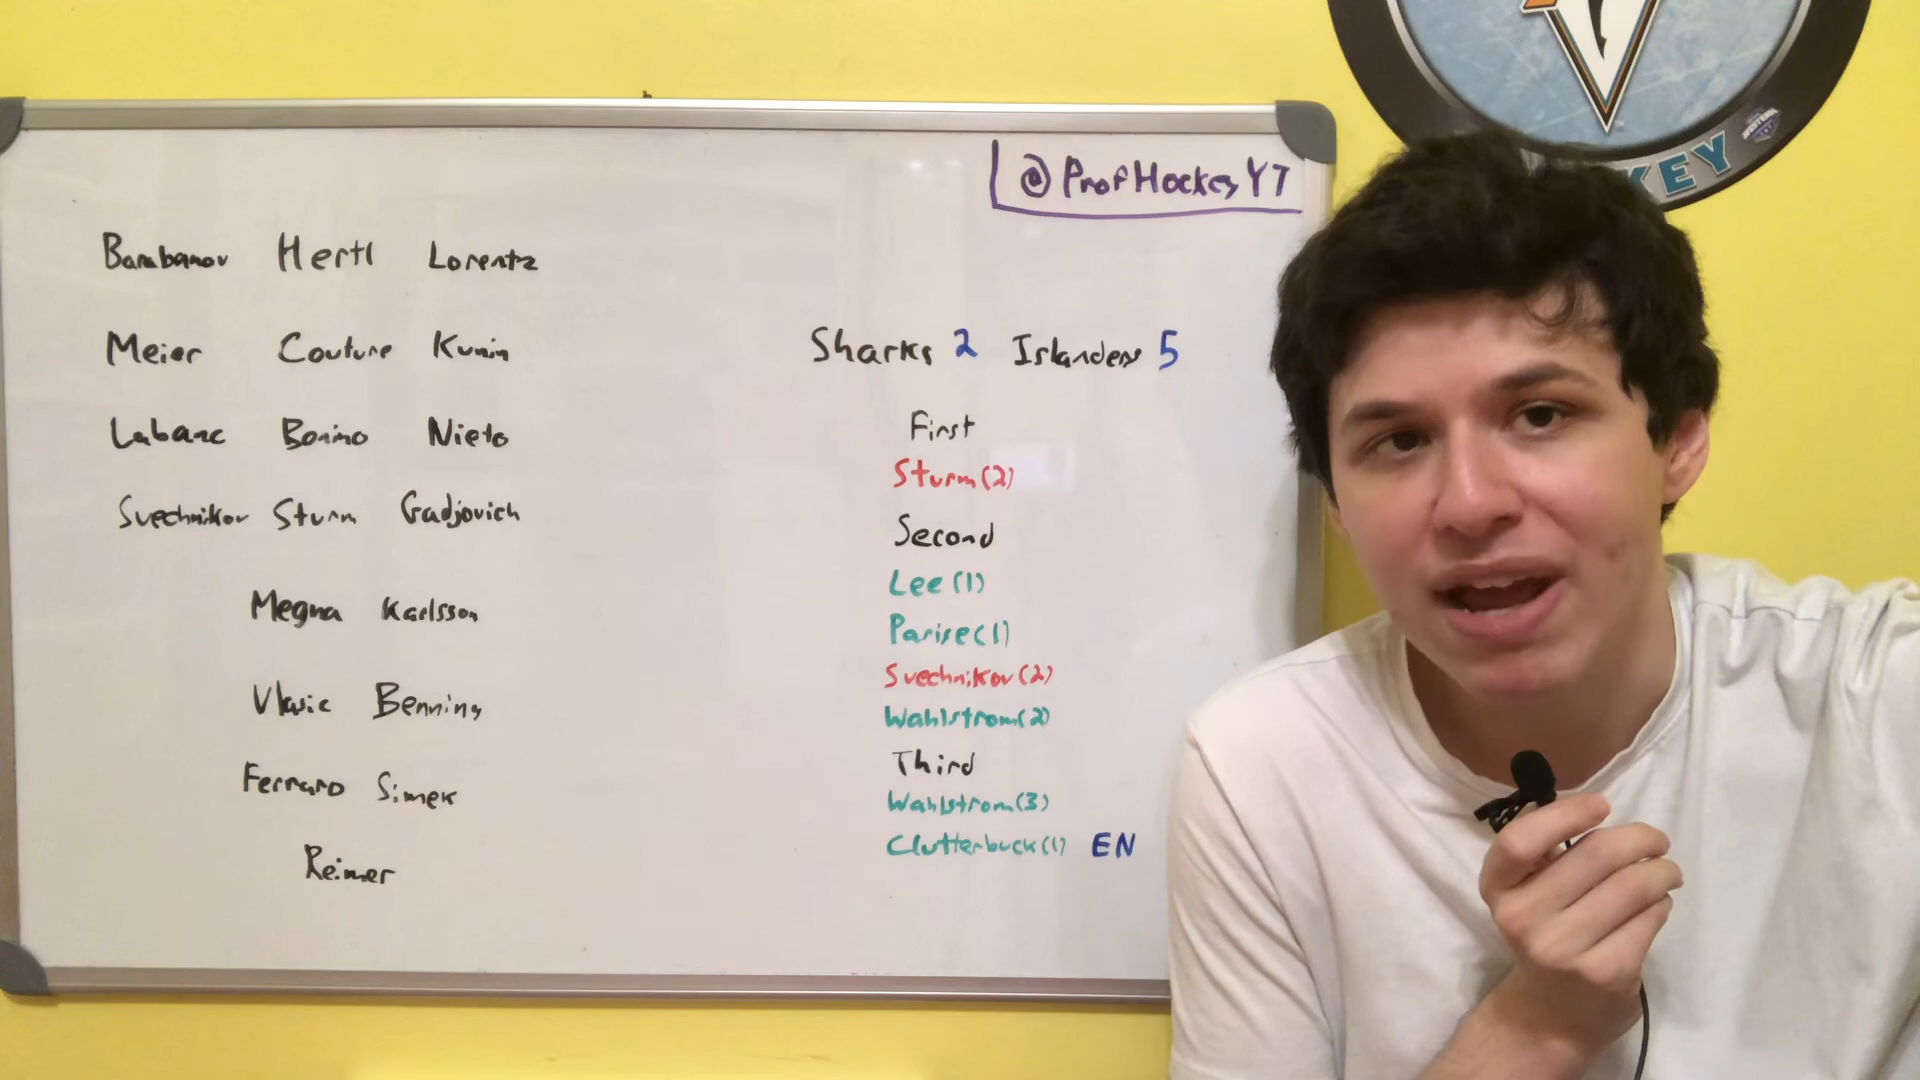 @ProfHockeyYT
Barabanov Hertl Lorentz
Meier Couture Kunin
Labanc Bonino Nieto
Svechnikov Sturm Gadjovich
Megna Karlsson
Vlasic Benning
Ferraro Simek
Reimer
Sharks 2 Islanders 5
First
Sturm(2)
Second
Lee (1)
Parise(1)
Svechnikov(2)
Wahlstrom(2)
Third
Wahlstrom(3)
Clutterbuck(1) EN
KEY